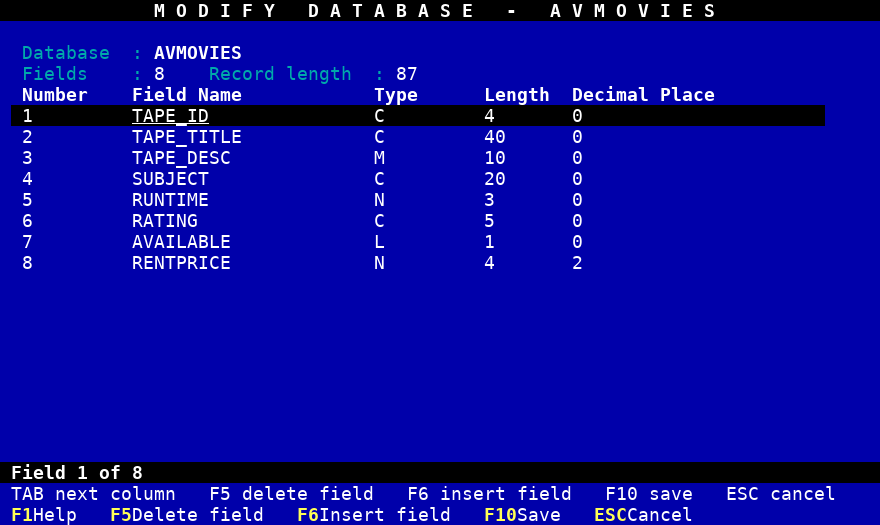 M O D I F Y   D A T A B A S E   -   A V M O V I E S
Database  : AVMOVIES
Fields    : 8    Record length  : 87
Number    Field Name            Type      Length  Decimal Place
1         TAPE_ID               C         4       0
2         TAPE_TITLE            C         40      0
3         TAPE_DESC             M         10      0
4         SUBJECT               C         20      0
5         RUNTIME               N         3       0
6         RATING                C         5       0
7         AVAILABLE             L         1       0
8         RENTPRICE             N         4       2
Field 1 of 8
TAB next column   F5 delete field   F6 insert field   F10 save   ESC cancel
F1Help   F5Delete field   F6Insert field   F10Save   ESCCancel